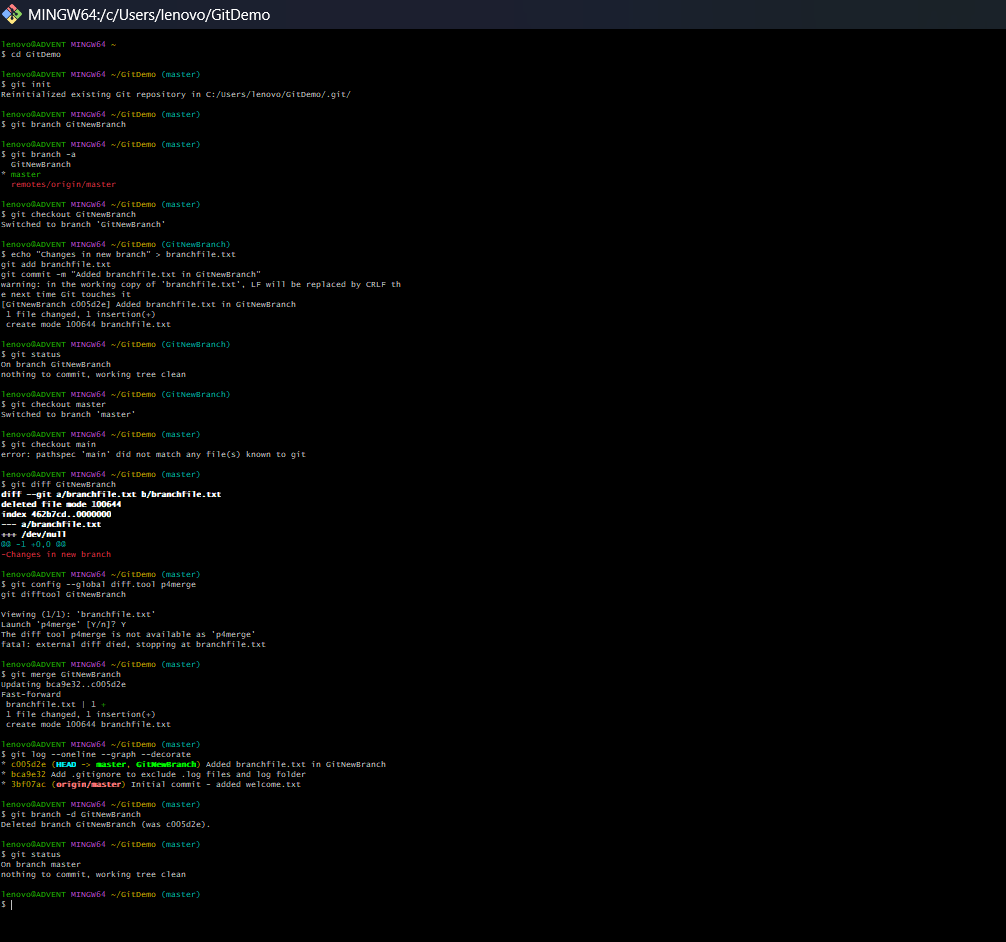 MINGW64:/c/Users/lenovo/GitDemo
lenovo@ADVENT MINGW64 ~
$ cd GitDemo
lenovo@ADVENT MINGW64 ~/GitDemo (master)
$ git init
Reinitialized existing Git repository in C:/Users/lenovo/GitDemo/.git/
lenovo@ADVENT MINGW64 ~/GitDemo (master)
$ git branch GitNewBranch
lenovo@ADVENT MINGW64 ~/GitDemo (master)
$ git branch -a
  GitNewBranch
* master
  remotes/origin/master
lenovo@ADVENT MINGW64 ~/GitDemo (master)
$ git checkout GitNewBranch
Switched to branch 'GitNewBranch'
lenovo@ADVENT MINGW64 ~/GitDemo (GitNewBranch)
$ echo "Changes in new branch" > branchfile.txt
git add branchfile.txt
git commit -m "Added branchfile.txt in GitNewBranch"
warning: in the working copy of 'branchfile.txt', LF will be replaced by CRLF th
e next time Git touches it
[GitNewBranch c005d2e] Added branchfile.txt in GitNewBranch
 1 file changed, 1 insertion(+)
 create mode 100644 branchfile.txt
lenovo@ADVENT MINGW64 ~/GitDemo (GitNewBranch)
$ git status
On branch GitNewBranch
nothing to commit, working tree clean
lenovo@ADVENT MINGW64 ~/GitDemo (GitNewBranch)
$ git checkout master
Switched to branch 'master'
lenovo@ADVENT MINGW64 ~/GitDemo (master)
$ git checkout main
error: pathspec 'main' did not match any file(s) known to git
lenovo@ADVENT MINGW64 ~/GitDemo (master)
$ git diff GitNewBranch
diff --git a/branchfile.txt b/branchfile.txt
deleted file mode 100644
index 462b7cd..0000000
--- a/branchfile.txt
+++ /dev/null
@@ -1 +0,0 @@
-Changes in new branch
lenovo@ADVENT MINGW64 ~/GitDemo (master)
$ git config --global diff.tool p4merge
git difftool GitNewBranch
Viewing (1/1): 'branchfile.txt'
Launch 'p4merge' [Y/n]? Y
The diff tool p4merge is not available as 'p4merge'
fatal: external diff died, stopping at branchfile.txt
lenovo@ADVENT MINGW64 ~/GitDemo (master)
$ git merge GitNewBranch
Updating bca9e32..c005d2e
Fast-forward
 branchfile.txt | 1 +
 1 file changed, 1 insertion(+)
 create mode 100644 branchfile.txt
lenovo@ADVENT MINGW64 ~/GitDemo (master)
$ git log --oneline --graph --decorate
* c005d2e (HEAD -> master, GitNewBranch) Added branchfile.txt in GitNewBranch
* bca9e32 Add .gitignore to exclude .log files and log folder
* 3bf07ac (origin/master) Initial commit - added welcome.txt
lenovo@ADVENT MINGW64 ~/GitDemo (master)
$ git branch -d GitNewBranch
Deleted branch GitNewBranch (was c005d2e).
lenovo@ADVENT MINGW64 ~/GitDemo (master)
$ git status
On branch master
nothing to commit, working tree clean
lenovo@ADVENT MINGW64 ~/GitDemo (master)
$